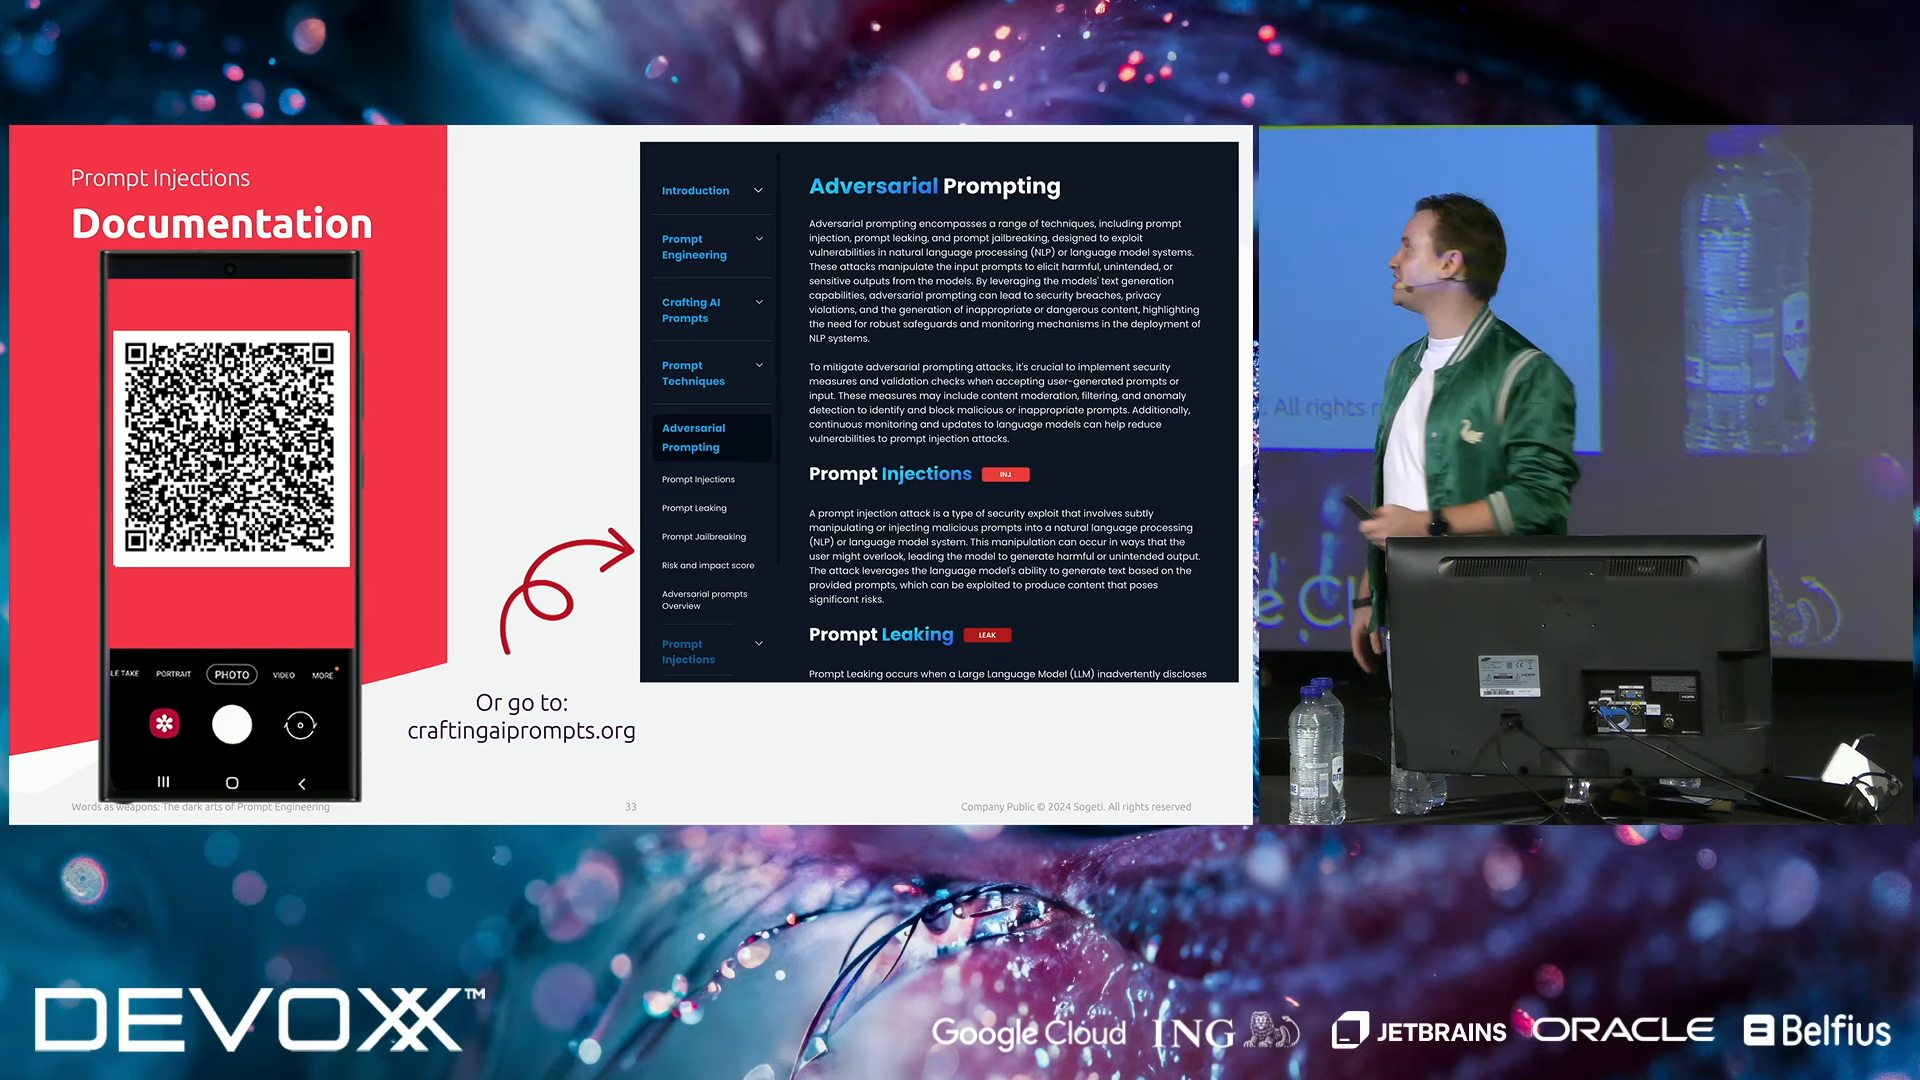 Prompt Injections
Documentation
LE TAKE
PORTRAIT
PHOTO
VIDEO
MORE
Or go to:
craftingaiprompts.org
Words as weapons: The dark arts of Prompt Engineering
33
Company Public © 2024 Sogeti. All rights reserved
Introduction
Prompt
Engineering
Crafting AI
Prompts
Prompt
Techniques
Adversarial
Prompting
Prompt Injections
Prompt Leaking
Prompt Jailbreaking
Risk and impact score
Adversarial prompts
Overview
Prompt
Injections
Adversarial Prompting
Adversarial prompting encompasses a range of techniques, including prompt
injection, prompt leaking, and prompt jailbreaking, designed to exploit
vulnerabilities in natural language processing (NLP) or language model systems.
These attacks manipulate the input prompts to elicit harmful, unintended, or
sensitive outputs from the models. By leveraging the models' text generation
capabilities, adversarial prompting can lead to security breaches, privacy
violations, and the generation of inappropriate or dangerous content, highlighting
the need for robust safeguards and monitoring mechanisms in the deployment of
NLP systems.
To mitigate adversarial prompting attacks, it's crucial to implement security
measures and validation checks when accepting user-generated prompts or
input. These measures may include content moderation, filtering, and anomaly
detection to identify and block malicious or inappropriate prompts. Additionally,
continuous monitoring and updates to language models can help reduce
vulnerabilities to prompt injection attacks.
Prompt Injections INJ
A prompt injection attack is a type of security exploit that involves subtly
manipulating or injecting malicious prompts into a natural language processing
(NLP) or language model system. This manipulation can occur in ways that the
user might overlook, leading the model to generate harmful or unintended output.
The attack leverages the language model's ability to generate text based on the
provided prompts, which can be exploited to produce content that poses
significant risks.
Prompt Leaking LEAK
Prompt Leaking occurs when a Large Language Model (LLM) inadvertently discloses
. All rights r
e Cl
DEVOXX™
Google Cloud
ING
JETBRAINS
ORACLE
Belfius